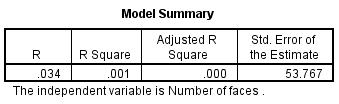 Model Summary
R R Square Adjusted R Square Std. Error of the Estimate
.034 .001 .000 53.767
The independent variable is Number of faces .